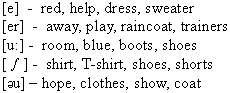 [e] - red, help, dress, sweater
[er] - away, play, raincoat, trainers
[u:] - room, blue, boots, shoes
[ ƒ ] - shirt, T-shirt, shoes, shorts
[əu] – hope, clothes, show, coat